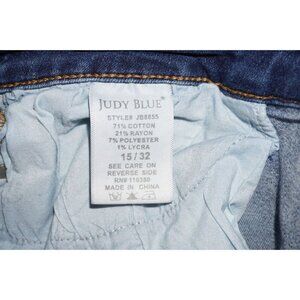 JUDY BLUE®
STYLE# JB8855
71% COTTON
21% RAYON
7% POLYESTER
1% LYCRA
15 / 32
SEE CARE ON
REVERSE SIDE
RN# 116380
MADE IN CHINA